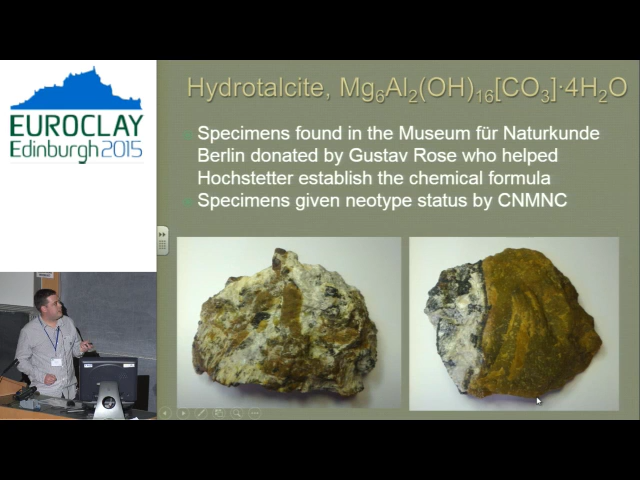 EUROCLAY
Edinburgh 2015
Hydrotalcite, Mg₆Al₂(OH)₁₆[CO₃]·4H₂O
Specimens found in the Museum für Naturkunde
Berlin donated by Gustav Rose who helped
Hochstetter establish the chemical formula
Specimens given neotype status by CNMNC